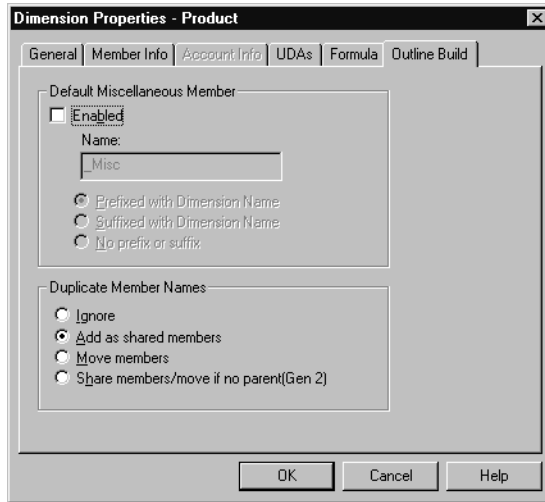 Dimension Properties - Product
General Member Info Account Info UDAs Formula Outline Build
Default Miscellaneous Member
Enabled
Name:
_Misc
Prefixed with Dimension Name
Suffixed with Dimension Name
No prefix or suffix
Duplicate Member Names
Ignore
Add as shared members
Move members
Share members/move if no parent(Gen 2)
OK Cancel Help